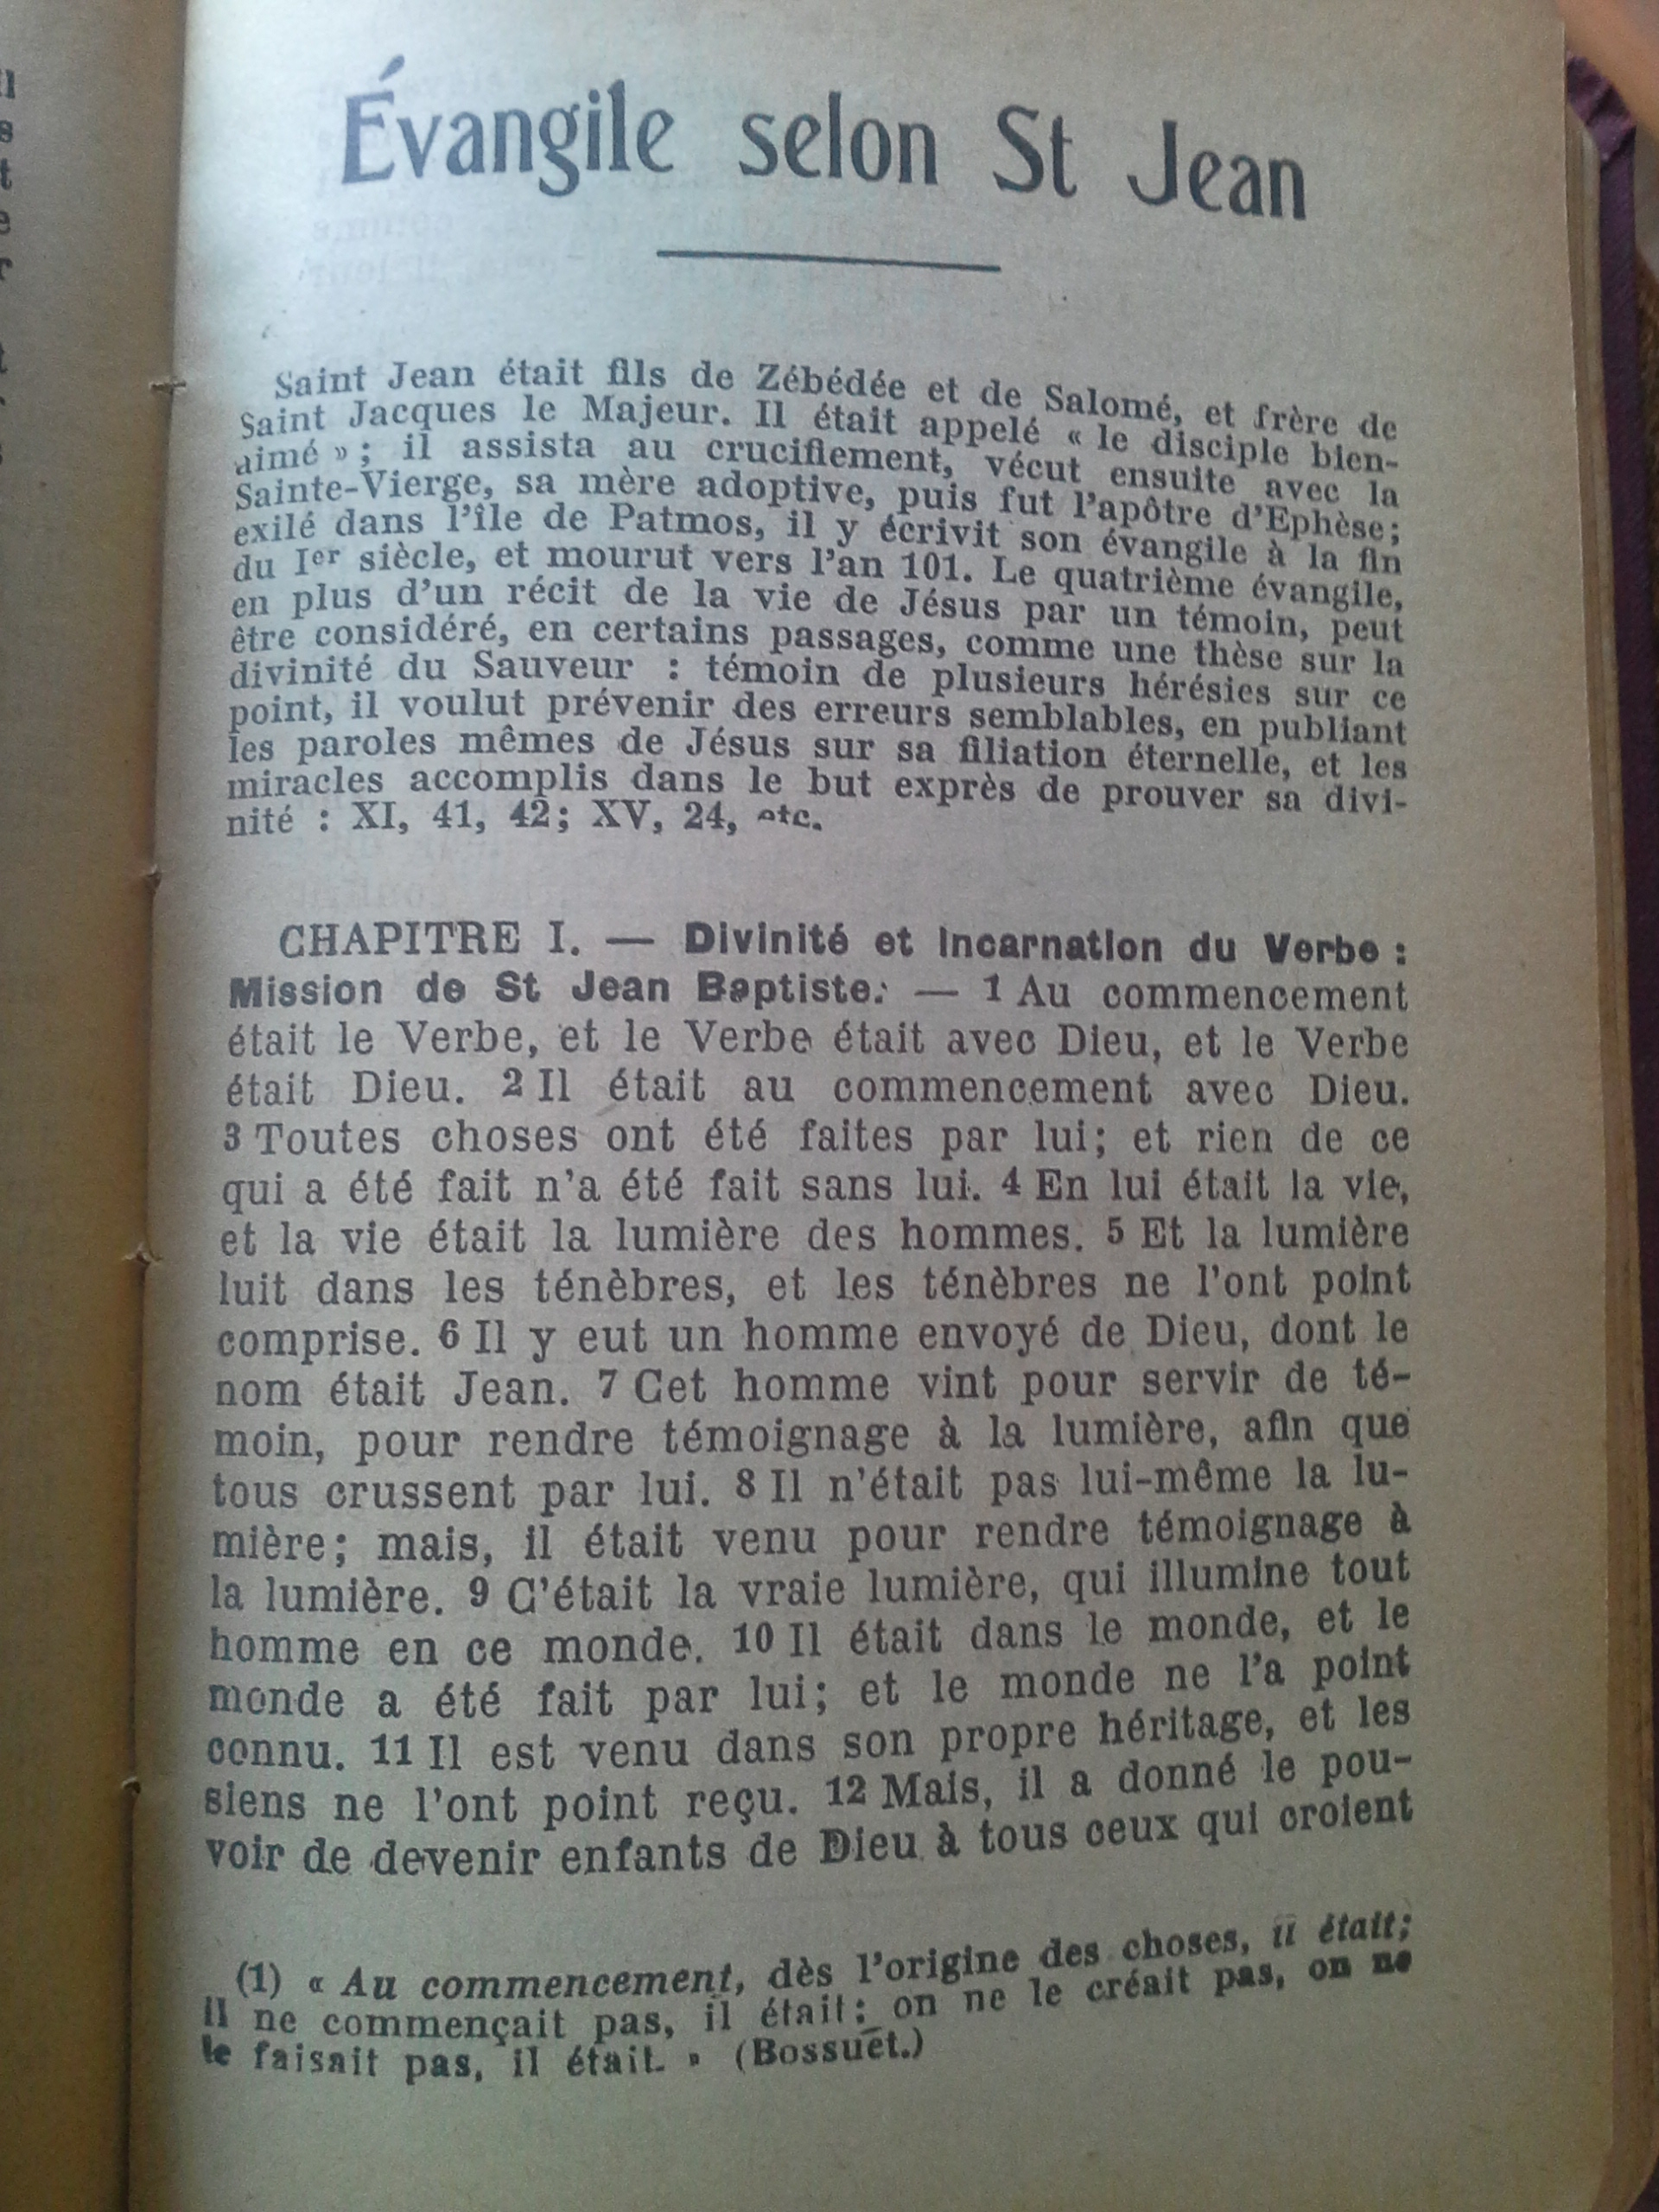 Évangile selon St Jean
Saint Jean était fils de Zébédée et de Salomé, et frère de
Saint Jacques le Majeur. Il était appelé « le disciple bien-
aimé » ; il assista au crucifiement, vécut ensuite avec la
Sainte-Vierge, sa mère adoptive, puis fut l'apôtre d'Ephèse;
exilé dans l'île de Patmos, il y écrivit son évangile à la fin
du Ier siècle, et mourut vers l'an 101. Le quatrième évangile,
en plus d'un récit de la vie de Jésus par un témoin, peut
être considéré, en certains passages, comme une thèse sur la
divinité du Sauveur : témoin de plusieurs hérésies sur ce
point, il voulut prévenir des erreurs semblables, en publiant
les paroles mêmes de Jésus sur sa filiation éternelle, et les
miracles accomplis dans le but exprès de prouver sa divi-
nité : XI, 41, 42; XV, 24, etc.
CHAPITRE I. — Divinité et Incarnation du Verbe :
Mission de St Jean Baptiste. — 1 Au commencement
était le Verbe, et le Verbe était avec Dieu, et le Verbe
était Dieu. 2 Il était au commencement avec Dieu.
3 Toutes choses ont été faites par lui; et rien de ce
qui a été fait n'a été fait sans lui. 4 En lui était la vie,
et la vie était la lumière des hommes. 5 Et la lumière
luit dans les ténèbres, et les ténèbres ne l'ont point
comprise. 6 Il y eut un homme envoyé de Dieu, dont le
nom était Jean. 7 Cet homme vint pour servir de té-
moin, pour rendre témoignage à la lumière, afin que
tous crussent par lui. 8 Il n'était pas lui-même la lu-
mière; mais, il était venu pour rendre témoignage à
la lumière. 9 C'était la vraie lumière, qui illumine tout
homme en ce monde. 10 Il était dans le monde, et le
monde a été fait par lui; et le monde ne l'a point
connu. 11 Il est venu dans son propre héritage, et les
siens ne l'ont point reçu. 12 Mais, il a donné le pou-
voir de devenir enfants de Dieu à tous ceux qui croient
(1) « Au commencement, dès l'origine des choses, il était;
il ne commençait pas, il était; on ne le créait pas, on ne
le faisait pas, il était. » (Bossuet.)